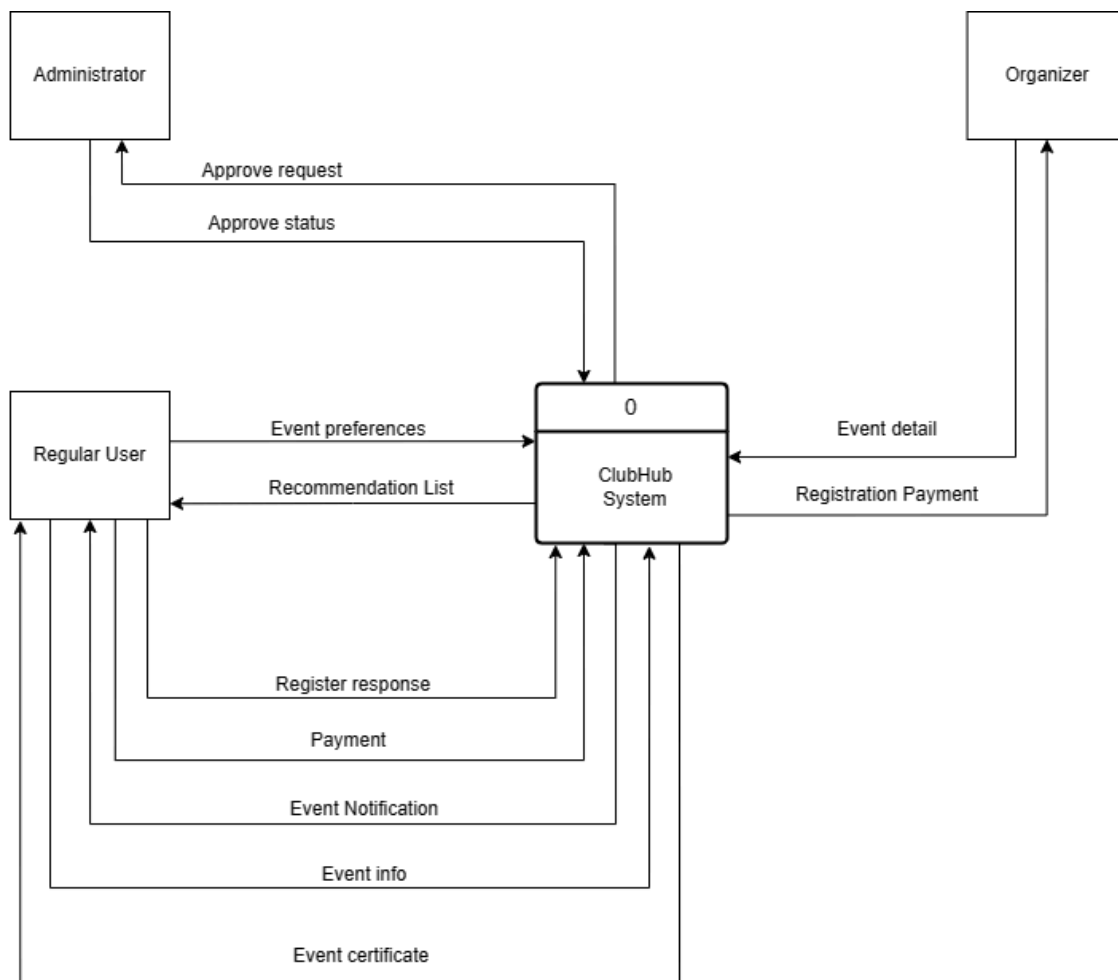 Administrator
Organizer
Approve request
Approve status
0
ClubHub
System
Regular User
Event preferences
Recommendation List
Event detail
Registration Payment
Register response
Payment
Event Notification
Event info
Event certificate